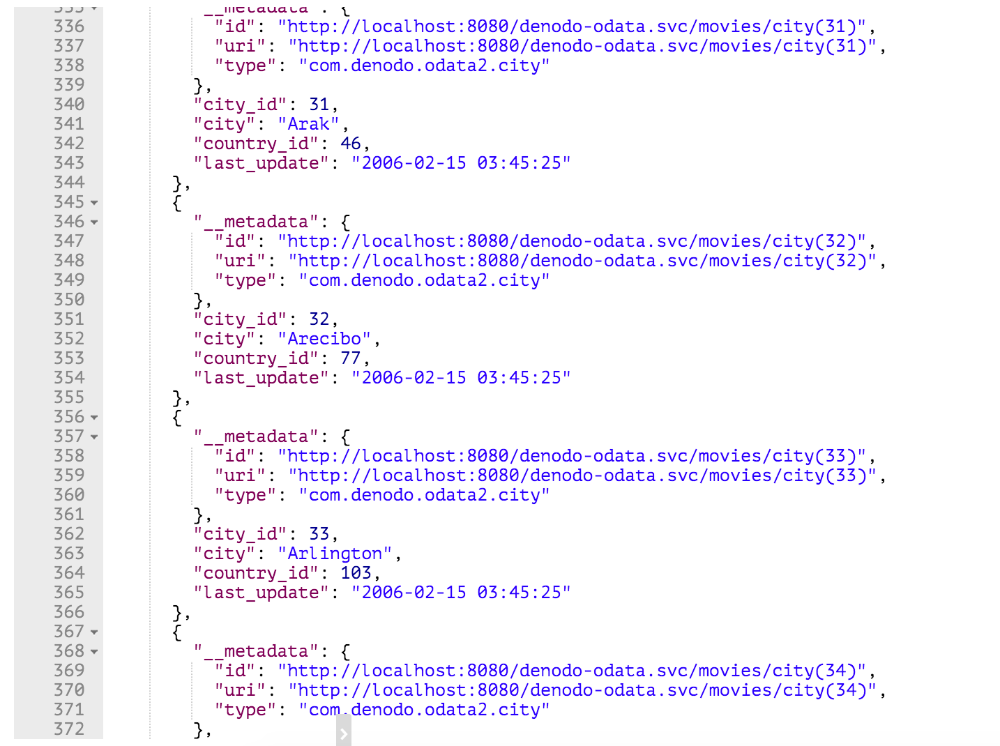 335 "__metadata": {
336 "id": "http://localhost:8080/denodo-odata.svc/movies/city(31)",
337 "uri": "http://localhost:8080/denodo-odata.svc/movies/city(31)",
338 "type": "com.denodo.odata2.city"
339 },
340 "city_id": 31,
341 "city": "Arak",
342 "country_id": 46,
343 "last_update": "2006-02-15 03:45:25"
344 },
345 {
346 "__metadata": {
347 "id": "http://localhost:8080/denodo-odata.svc/movies/city(32)",
348 "uri": "http://localhost:8080/denodo-odata.svc/movies/city(32)",
349 "type": "com.denodo.odata2.city"
350 },
351 "city_id": 32,
352 "city": "Arecibo",
353 "country_id": 77,
354 "last_update": "2006-02-15 03:45:25"
355 },
356 {
357 "__metadata": {
358 "id": "http://localhost:8080/denodo-odata.svc/movies/city(33)",
359 "uri": "http://localhost:8080/denodo-odata.svc/movies/city(33)",
360 "type": "com.denodo.odata2.city"
361 },
362 "city_id": 33,
363 "city": "Arlington",
364 "country_id": 103,
365 "last_update": "2006-02-15 03:45:25"
366 },
367 {
368 "__metadata": {
369 "id": "http://localhost:8080/denodo-odata.svc/movies/city(34)",
370 "uri": "http://localhost:8080/denodo-odata.svc/movies/city(34)",
371 "type": "com.denodo.odata2.city"
372 },